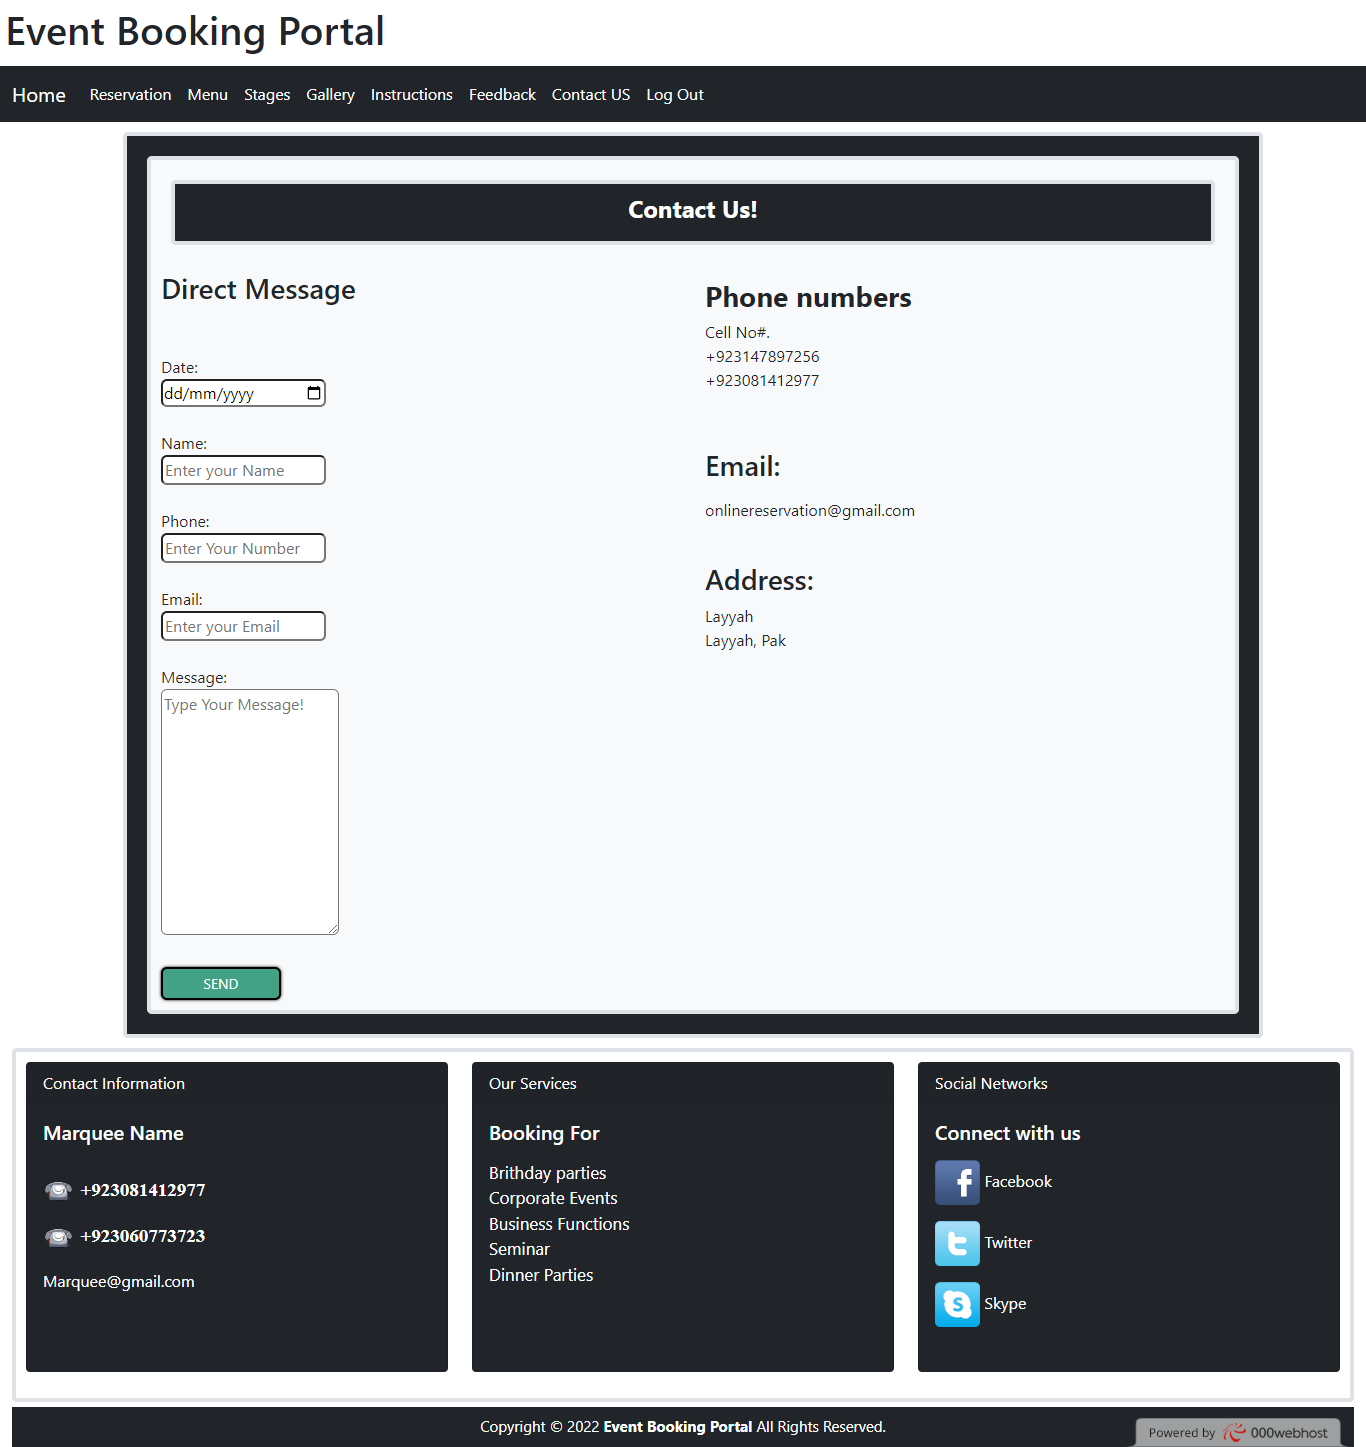 Event Booking Portal
Home Reservation Menu Stages Gallery Instructions Feedback Contact US Log Out
Contact Us!
Direct Message
Date:
dd/mm/yyyy
Name:
Enter your Name
Phone:
Enter Your Number
Email:
Enter your Email
Message:
Type Your Message!
SEND
Phone numbers
Cell No#.
+923147897256
+923081412977
Email:
onlinereservation@gmail.com
Address:
Layyah
Layyah, Pak
Contact Information
Marquee Name
+923081412977
+923060773723
Marquee@gmail.com
Our Services
Booking For
Brithday parties
Corporate Events
Business Functions
Seminar
Dinner Parties
Social Networks
Connect with us
Facebook
Twitter
Skype
Copyright © 2022 Event Booking Portal All Rights Reserved.
Powered by 000webhost